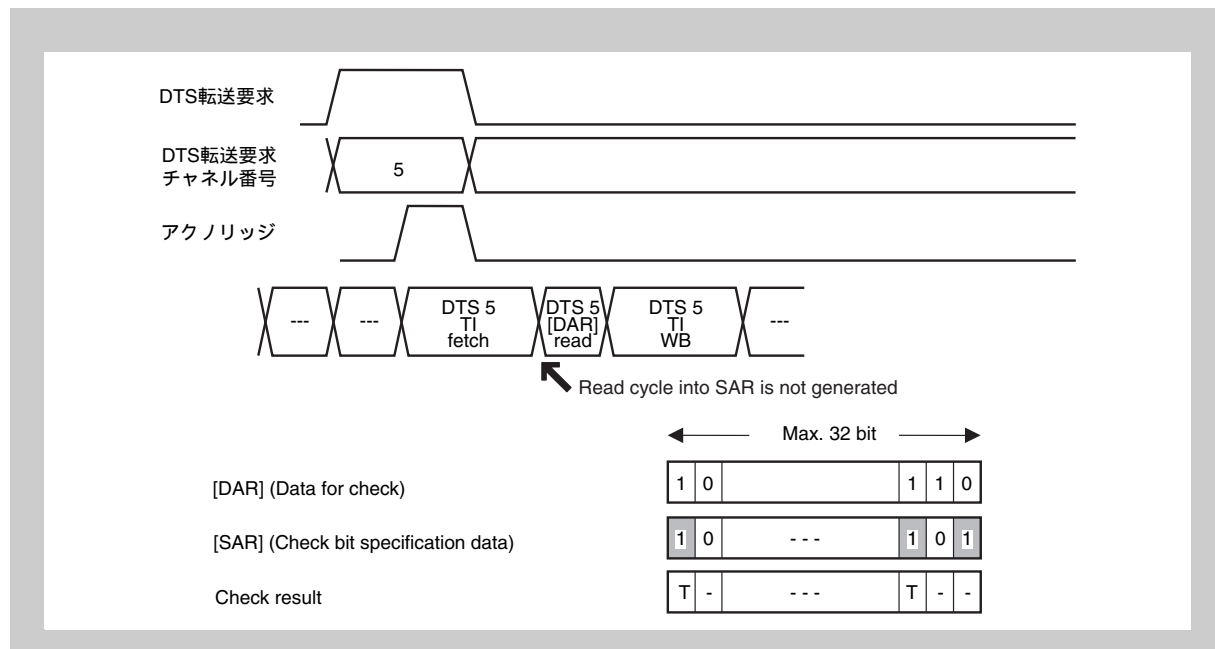 DTS転送要求
DTS転送要求
チャネル番号
5
アクノリッジ
--- --- DTS 5 TI fetch DTS 5 [DAR] read DTS 5 TI WB ---
Read cycle into SAR is not generated
Max. 32 bit
[DAR] (Data for check) 1 0 1 1 0
[SAR] (Check bit specification data) 1 0 - - - 1 0 1
Check result T - - - - T - -